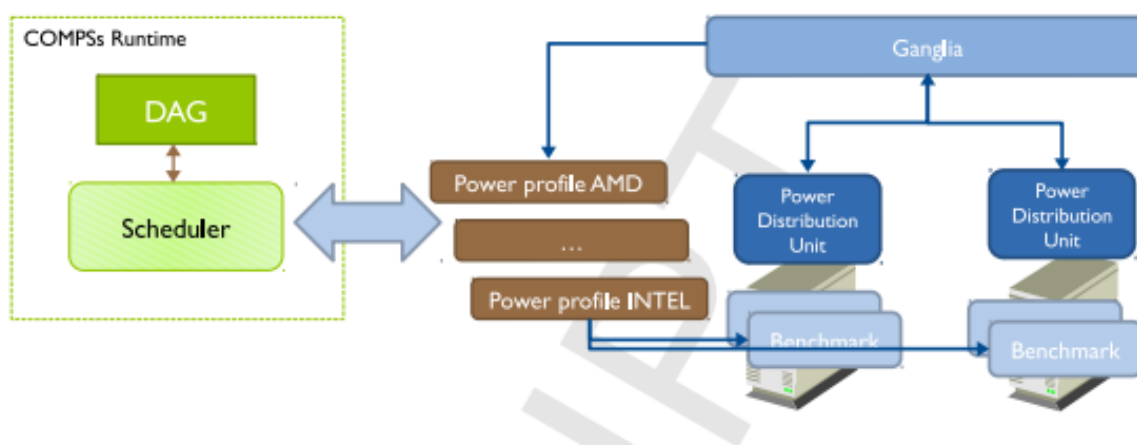 COMPSs Runtime
DAG
Scheduler
Ganglia
Power profile AMD
...
Power profile INTEL
Power
Distribution
Unit
Power
Distribution
Unit
Benchmark
Benchmark